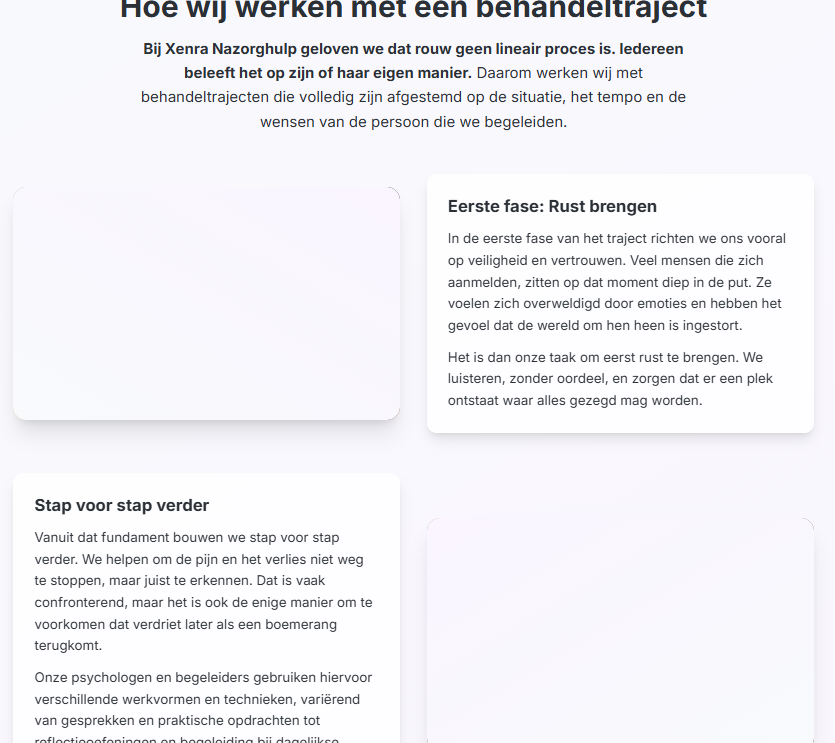 Hoe wij werken met een behandeltraject
Bij Xenra Nazorghulp geloven we dat rouw geen lineair proces is. Iedereen
beleeft het op zijn of haar eigen manier. Daarom werken wij met
behandeltrajecten die volledig zijn afgestemd op de situatie, het tempo en de
wensen van de persoon die we begeleiden.
Eerste fase: Rust brengen
In de eerste fase van het traject richten we ons vooral
op veiligheid en vertrouwen. Veel mensen die zich
aanmelden, zitten op dat moment diep in de put. Ze
voelen zich overweldigd door emoties en hebben het
gevoel dat de wereld om hen heen is ingestort.
Het is dan onze taak om eerst rust te brengen. We
luisteren, zonder oordeel, en zorgen dat er een plek
ontstaat waar alles gezegd mag worden.
Stap voor stap verder
Vanuit dat fundament bouwen we stap voor stap
verder. We helpen om de pijn en het verlies niet weg
te stoppen, maar juist te erkennen. Dat is vaak
confronterend, maar het is ook de enige manier om te
voorkomen dat verdriet later als een boemerang
terugkomt.
Onze psychologen en begeleiders gebruiken hiervoor
verschillende werkvormen en technieken, variërend
van gesprekken en praktische opdrachten tot
reflectieoefeningen en begeleiding bij dagelijkse